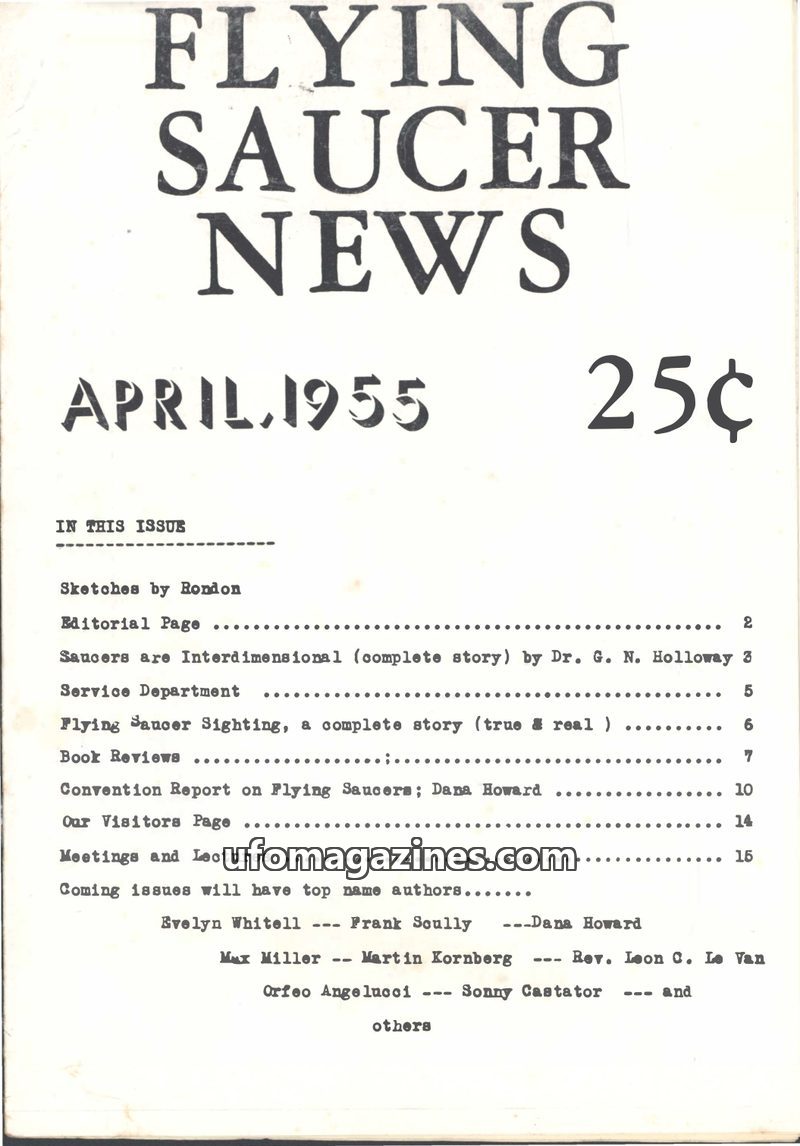 FLYING
SAUCER
NEWS
APRIL, 1955 25¢
IN THIS ISSUE
-----------------------
Sketches by Rondon
Editorial Page ................................................... 2
Saucers are Interdimensional (complete story) by Dr. G. N. Holloway 3
Service Department .............................................. 5
Flying Saucer Sighting, a complete story (true & real ) .......... 6
Book Reviews ...................;................................. 7
Convention Report on Flying Saucers; Dana Howard ................. 10
Our Visitors Page ................................................ 14
Meetings and ................................ 15
ufomagazines.com
Coming issues will have top name authors.......
Evelyn Whitell --- Frank Scully ---Dana Howard
Max Miller -- Martin Kornberg --- Rev. Leon C. Le Van
Orfeo Angelucci --- Sonny Castator --- and
others